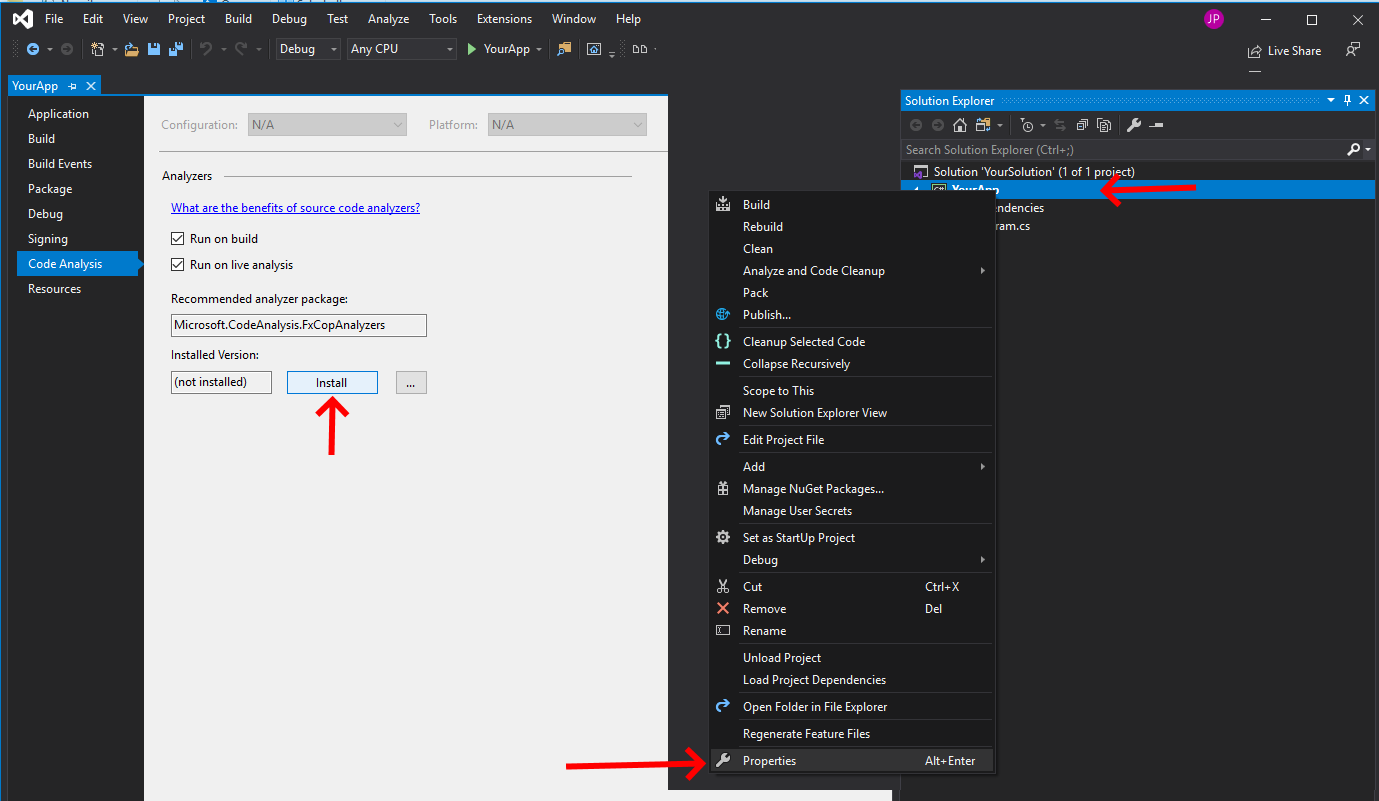 File Edit View Project Build Debug Test Analyze Tools Extensions Window Help JP
Debug Any CPU YourApp Live Share
YourApp
Application
Build
Build Events
Package
Debug
Signing
Code Analysis
Resources
Configuration: N/A Platform: N/A
Analyzers
What are the benefits of source code analyzers?
Run on build
Run on live analysis
Recommended analyzer package:
Microsoft.CodeAnalysis.FxCopAnalyzers
Installed Version:
(not installed) Install ...
Solution Explorer
Search Solution Explorer (Ctrl+;)
Solution 'YourSolution' (1 of 1 project)
YourApp
ndencies
ram.cs
Build
Rebuild
Clean
Analyze and Code Cleanup
Pack
Publish...
Cleanup Selected Code
Collapse Recursively
Scope to This
New Solution Explorer View
Edit Project File
Add
Manage NuGet Packages...
Manage User Secrets
Set as StartUp Project
Debug
Cut Ctrl+X
Remove Del
Rename
Unload Project
Load Project Dependencies
Open Folder in File Explorer
Regenerate Feature Files
Properties Alt+Enter